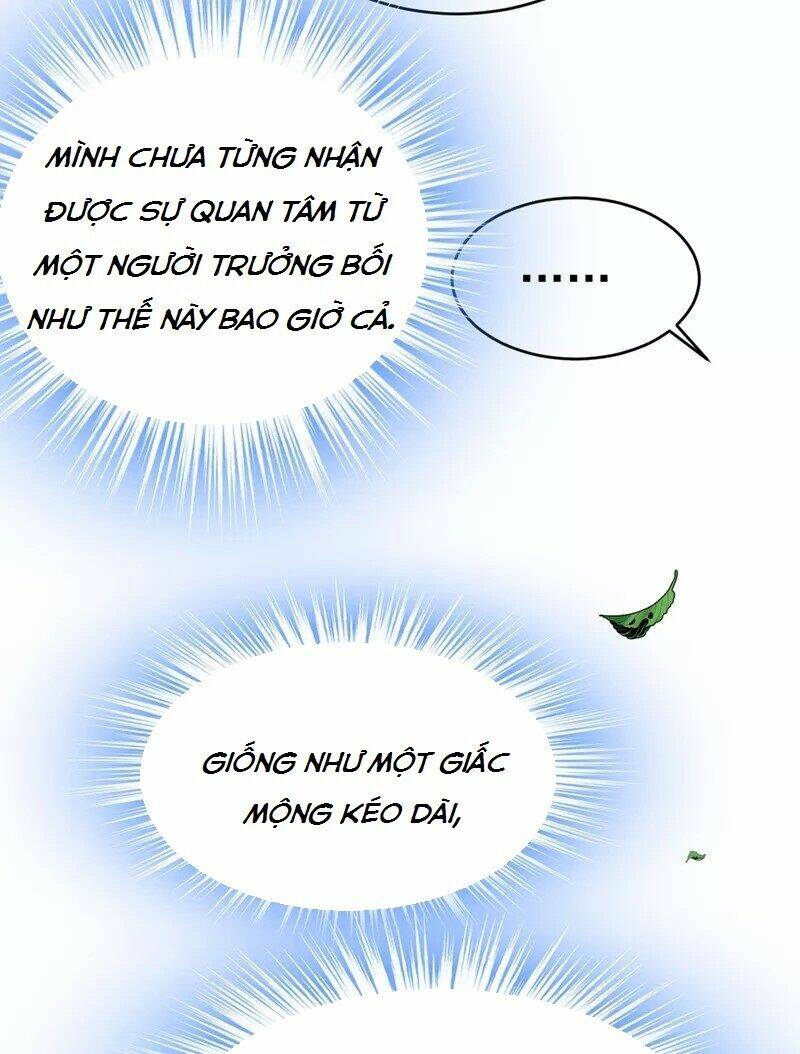 MÌNH CHƯA TỪNG NHẬN
ĐƯỢC SỰ QUAN TÂM TỪ
MỘT NGƯỜI TRƯỞNG BỐI
NHƯ THẾ NÀY BAO GIỜ CẢ.
......
GIỐNG NHƯ MỘT GIẤC
MỘNG KÉO DÀI,